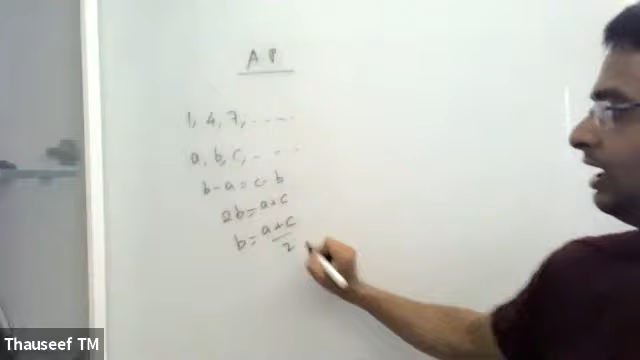 AP
1, 4, 7, ....
a, b, c, ....
b-a=c-b
2b=a+c
b=a+c/2
Thauseef TM